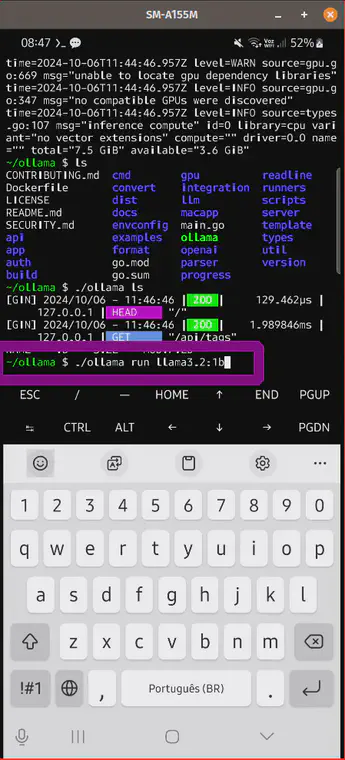 SM-A155M
08:47 >_ 52%
time=2024-10-06T11:44:46.957Z level=WARN source=gpu.g
o:669 msg="unable to locate gpu dependency libraries"
time=2024-10-06T11:44:46.957Z level=INFO source=gpu.g
o:347 msg="no compatible GPUs were discovered"
time=2024-10-06T11:44:46.957Z level=INFO source=types
.go:107 msg="inference compute" id=0 library=cpu vari
ant="no vector extensions" compute="" driver=0.0 name
="" total="7.5 GiB" available="3.6 GiB"
~/ollama $ ls
CONTRIBUTING.md cmd gpu readline
Dockerfile convert integration runners
LICENSE dist llm scripts
README.md docs macapp server
SECURITY.md envconfig main.go template
api examples ollama types
app format openai util
auth go.mod parser version
build go.sum progress
~/ollama $ ./ollama ls
[GIN] 2024/10/06 - 11:46:46 | 200 | 129.462µs |
127.0.0.1 | HEAD "/"
[GIN] 2024/10/06 - 11:46:46 | 200 | 1.989846ms |
127.0.0.1 | GET "/api/tags"
NAME ID SIZE MODIFIED
~/ollama $ ./ollama run llama3.2:1b
ESC / — HOME ↑ END PGUP
↹ CTRL ALT ← ↓ → PGDN
1 2 3 4 5 6 7 8 9 0
q w e r t y u i o p
a s d f g h j k l
z x c v b n m
!#1 , Português (BR) .